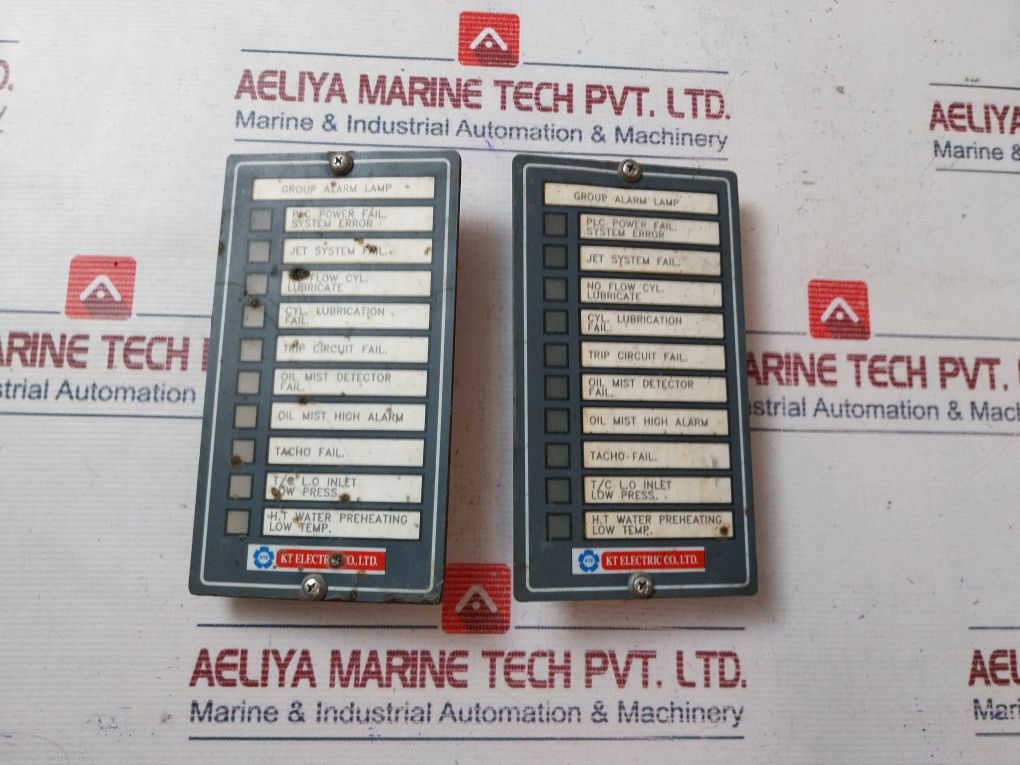 AELIYA MARINE TECH PVT. LTD.
Marine & Industrial Automation & Machinery
AELIYA
Marine &
GROUP ALARM LAMP
PLC POWER FAIL.
SYSTEM ERROR
JET SYSTEM FAIL.
FLOW CYL.
LUBRICATE
CYL. LUBRICATION
FAIL.
TRIP CIRCUIT FAIL.
OIL MIST DETECTOR
FAIL.
OIL MIST HIGH ALARM
TACHO FAIL.
T/C L.O INLET
LOW PRESS.
H.T WATER PREHEATING
LOW TEMP.
KTE
KT ELECTRIC CO., LTD.
GROUP ALARM LAMP
PLC POWER FAIL.
SYSTEM ERROR
JET SYSTEM FAIL.
NO FLOW CYL.
LUBRICATE
CYL. LUBRICATION
FAIL.
TRIP CIRCUIT FAIL.
OIL MIST DETECTOR
FAIL.
OIL MIST HIGH ALARM
TACHO FAIL.
T/C L.O INLET
LOW PRESS.
H.T WATER PREHEATING
LOW TEMP.
KTE
KT ELECTRIC CO., LTD.
ARINE TECH
strial Automation
ARINE TECH PVT.
strial Automation & Mach
AELIYA MARINE TECH PVT. LTD.
Marine & Industrial Automation & Machinery
AEL
Mari